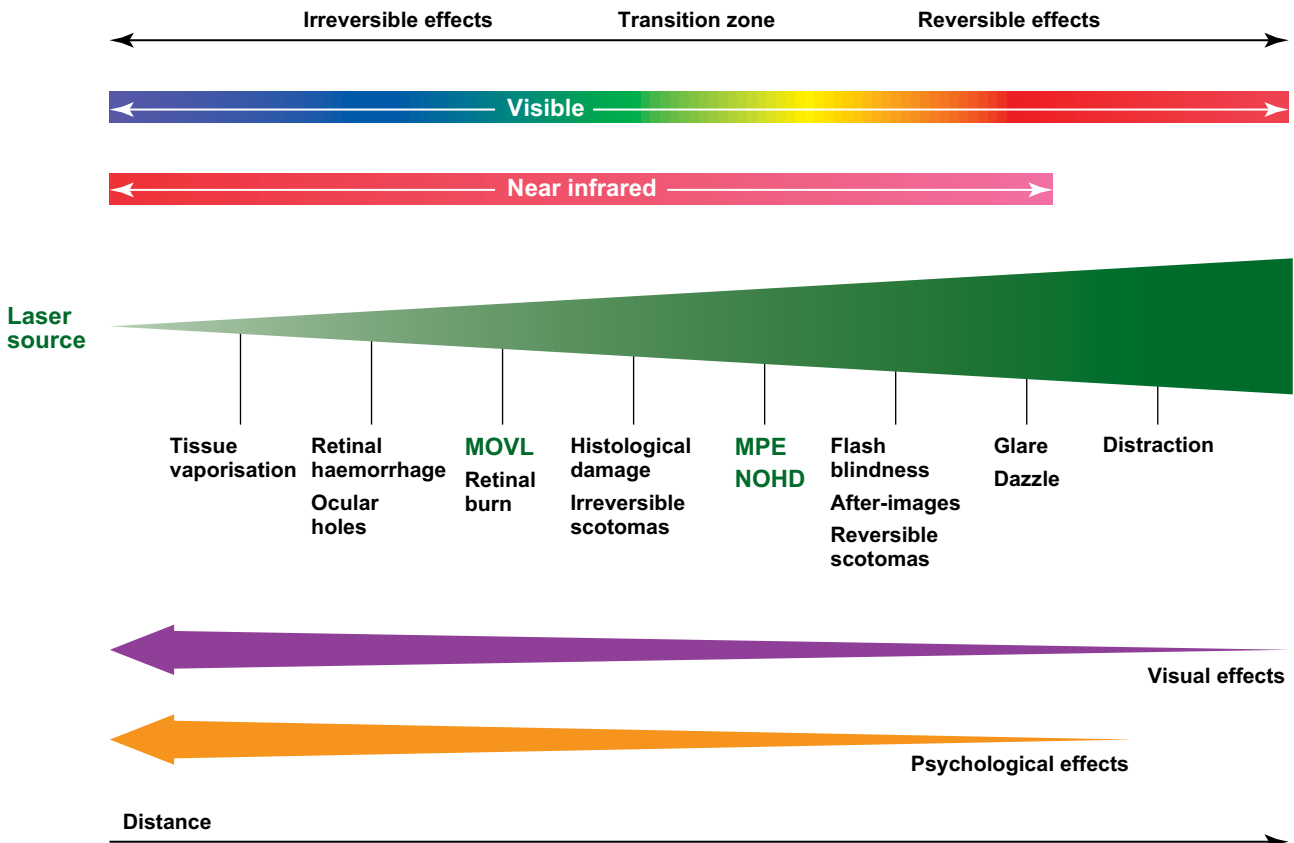 Irreversible effects
Transition zone
Reversible effects
Visible
Near infrared
Laser
source
Tissue
vaporisation
Retinal
haemorrhage
Ocular
holes
MOVL
Retinal
burn
Histological
damage
Irreversible
scotomas
MPE
NOHD
Flash
blindness
After-images
Reversible
scotomas
Glare
Dazzle
Distraction
Visual effects
Psychological effects
Distance